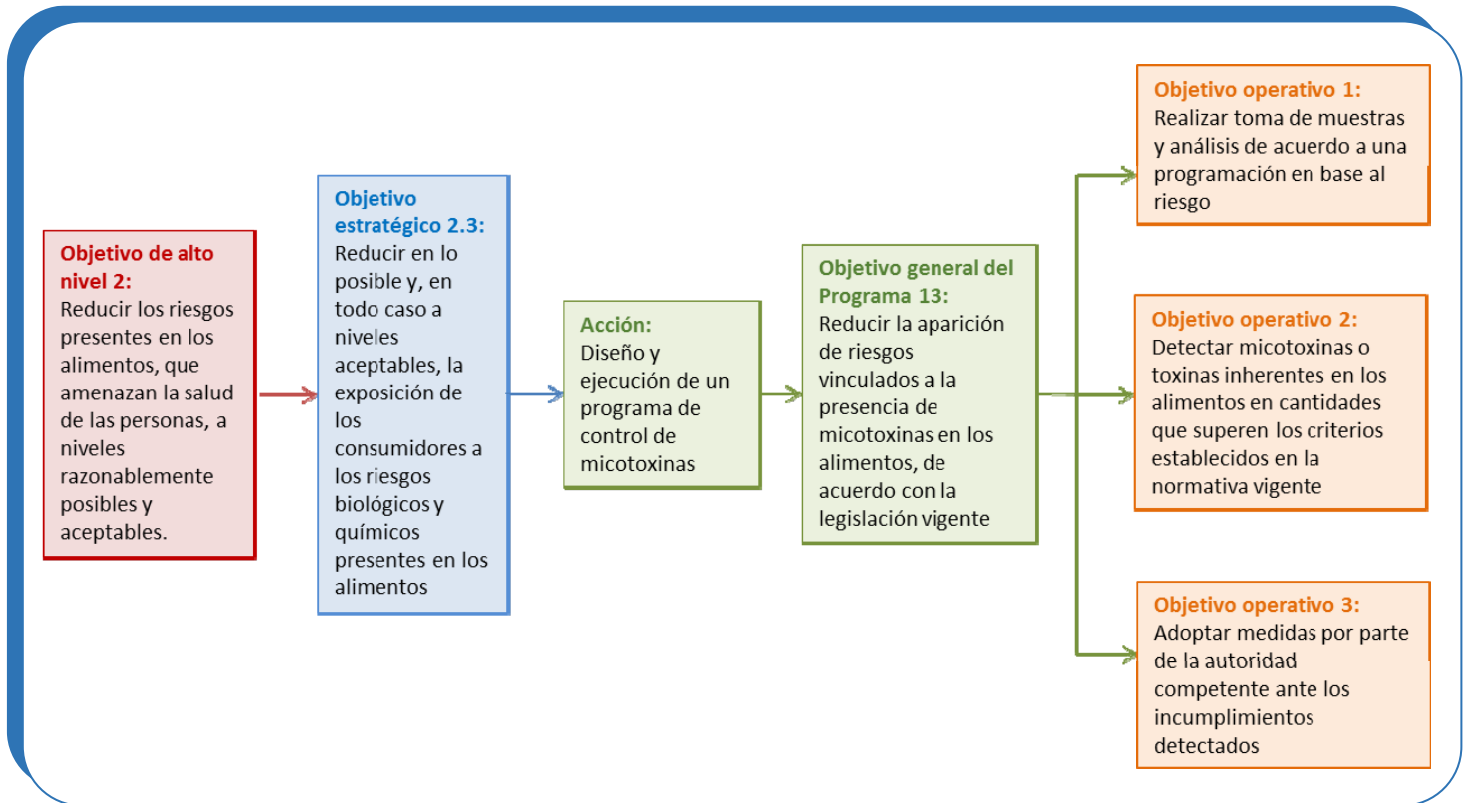 Objetivo de alto
nivel 2:
Reducir los riesgos
presentes en los
alimentos, que
amenazan la salud
de las personas, a
niveles
razonablemente
posibles y
aceptables.
Objetivo
estratégico 2.3:
Reducir en lo
posible y, en
todo caso a
niveles
aceptables, la
exposición de
los
consumidores a
los riesgos
biológicos y
químicos
presentes en los
alimentos
Acción:
Diseño y
ejecución de un
programa de
control de
micotoxinas
Objetivo general del
Programa 13:
Reducir la aparición
de riesgos
vinculados a la
presencia de
micotoxinas en los
alimentos, de
acuerdo con la
legislación vigente
Objetivo operativo 1:
Realizar toma de muestras
y análisis de acuerdo a una
programación en base al
riesgo
Objetivo operativo 2:
Detectar micotoxinas o
toxinas inherentes en los
alimentos en cantidades
que superen los criterios
establecidos en la
normativa vigente
Objetivo operativo 3:
Adoptar medidas por parte
de la autoridad
competente ante los
incumplimientos
detectados